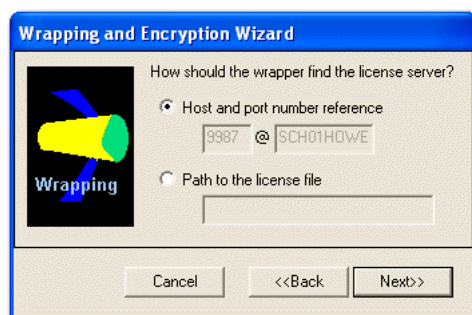 Wrapping and Encryption Wizard
How should the wrapper find the license server?
Host and port number reference
9987 @ SCH01HOWE
Path to the license file
Wrapping
Cancel <<Back Next>>